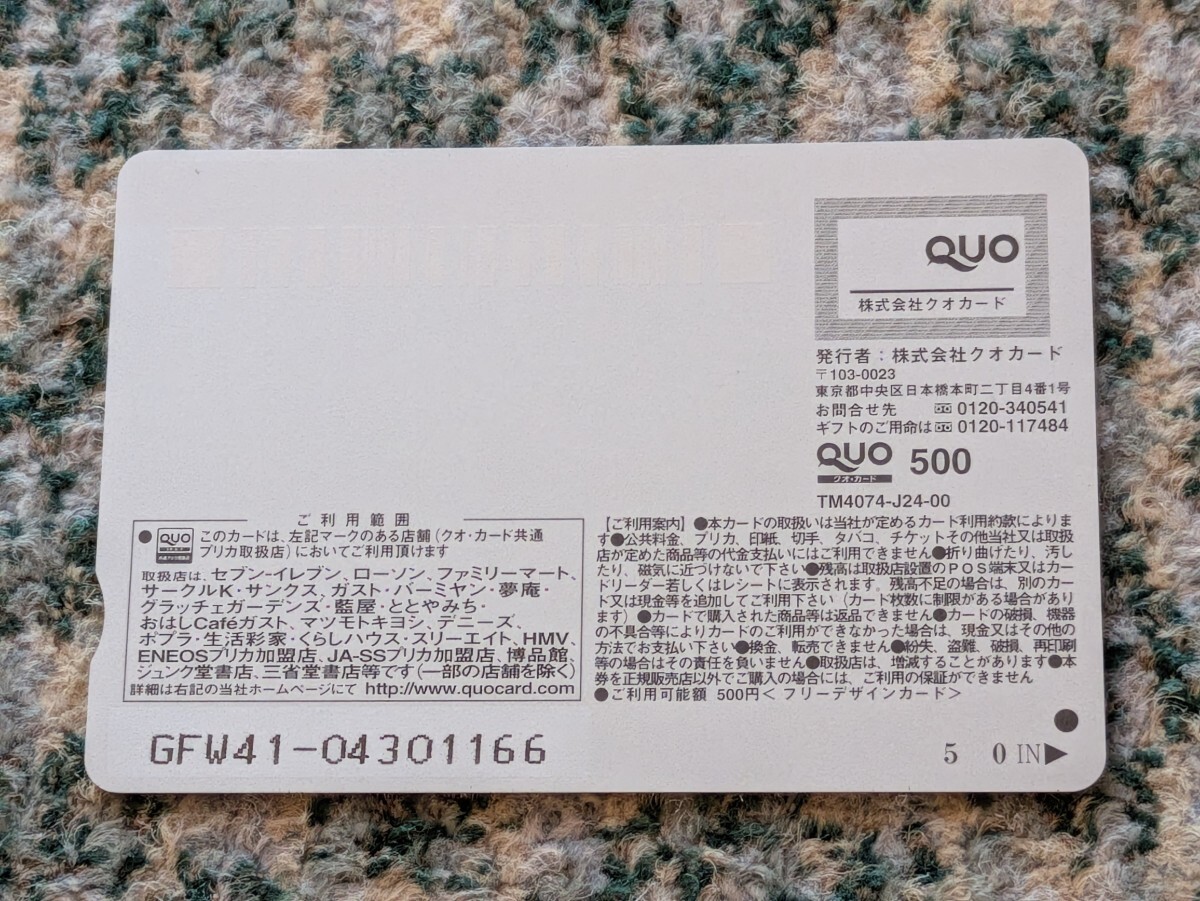 QUO
株式会社クオカード
発行者：株式会社クオカード
〒103-0023
東京都中央区日本橋本町二丁目4番1号
お問合せ先 0120-340541
ギフトのご用命は 0120-117484
QUO 500
クオ・カード
TM4074-J24-00
ご利用範囲
● QUO このカードは、左記マークのある店舗（クオ・カード共通
プリカ取扱店）においてご利用頂けます
取扱店は、セブン-イレブン、ローソン、ファミリーマート、
サークルK・サンクス、ガスト・バーミヤン・夢庵・
グラッチェガーデンズ・藍屋・ととやみち・
おはしCaféガスト、マツモトキヨシ、デニーズ、
ポプラ・生活彩家・くらしハウス・スリーエイト、HMV、
ENEOSプリカ加盟店、JA-SSプリカ加盟店、博品館、
ジュンク堂書店、三省堂書店等です（一部の店舗を除く）
詳細は右記の当社ホームページにて http://www.quocard.com
【ご利用案内】●本カードの取扱いは当社が定めるカード利用約款によりま
す●公共料金、プリカ、印紙、切手、タバコ、チケットその他当社又は取扱
店が定めた商品等の代金支払いにはご利用できません●折り曲げたり、汚し
たり、磁気に近づけないで下さい●残高は取扱店設置のPOS端末又はカー
ドリーダー若しくはレシートに表示されます。残高不足の場合は、別のカー
ド又は現金等を追加してご利用下さい（カード枚数に制限がある場合があり
ます）●カードで購入された商品等は返品できません●カードの破損、機器
の不具合等によりカードのご利用ができなかった場合は、現金又はその他の
方法でお支払い下さい●換金、転売できません●紛失、盗難、破損、再印刷
等の場合はその責任を負いません●取扱店は、増減することがあります●本
券を正規販売店以外でご購入の場合には、ご利用の保証ができません
●ご利用可能額 500円＜フリーデザインカード＞
GFW41-04301166
5 0 IN▶